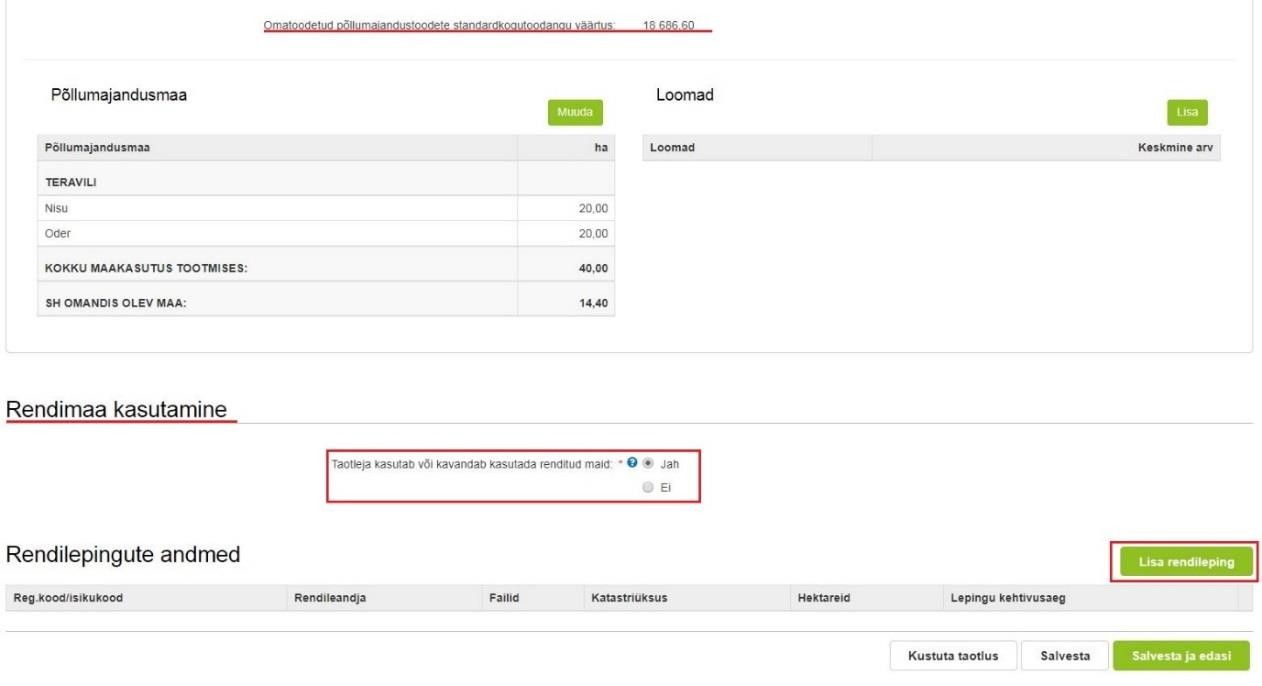 Omatoodetud põllumajandustoodete standardkogutoodangu väärtus: 18 686,60
Põllumajandusmaa
Muuda
Põllumajandusmaa ha
TERAVILI
Nisu 20,00
Oder 20,00
KOKKU MAAKASUTUS TOOTMISES: 40,00
SH OMANDIS OLEV MAA: 14,40
Loomad
Lisa
Loomad Keskmine arv
Rendimaa kasutamine
Taotleja kasutab või kavandab kasutada renditud maid: * ? Jah
Ei
Rendilepingute andmed
Lisa rendileping
Reg.kood/isikukood Rendileandja Failid Katastriüksus Hektareid Lepingu kehtivusaeg
Kustuta taotlus Salvesta Salvesta ja edasi